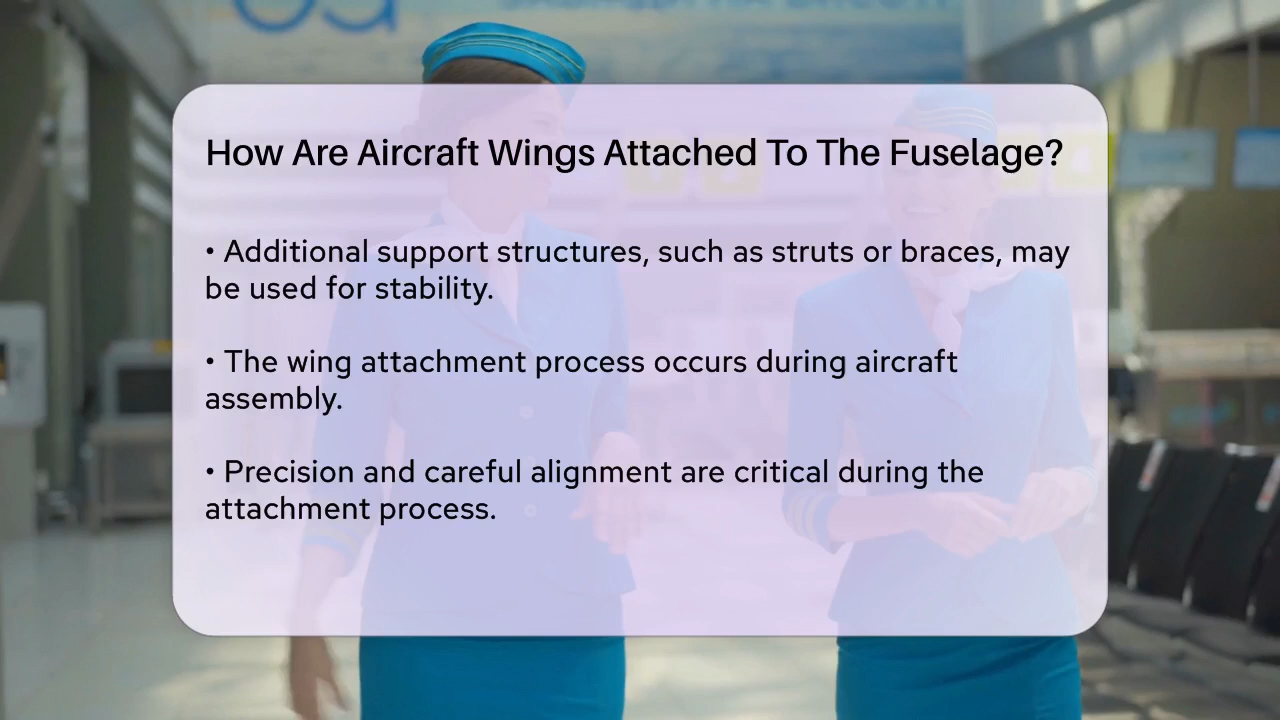 How Are Aircraft Wings Attached To The Fuselage?
• Additional support structures, such as struts or braces, may
be used for stability.
• The wing attachment process occurs during aircraft
assembly.
• Precision and careful alignment are critical during the
attachment process.